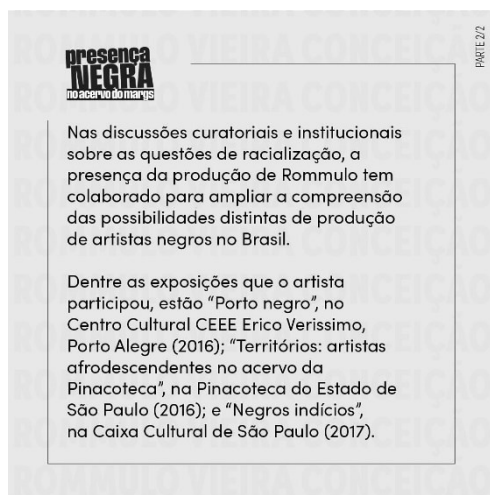 PARTE 2/2
presença
NEGRA
no acervo do margs
Nas discussões curatoriais e institucionais
sobre as questões de racialização, a
presença da produção de Rommulo tem
colaborado para ampliar a compreensão
das possibilidades distintas de produção
de artistas negros no Brasil.
Dentre as exposições que o artista
participou, estão “Porto negro”, no
Centro Cultural CEEE Erico Verissimo,
Porto Alegre (2016); “Territórios: artistas
afrodescendentes no acervo da
Pinacoteca”, na Pinacoteca do Estado de
São Paulo (2016); e “Negros indícios”,
na Caixa Cultural de São Paulo (2017).
ROMMULO VIEIRA CONCEIÇÃO